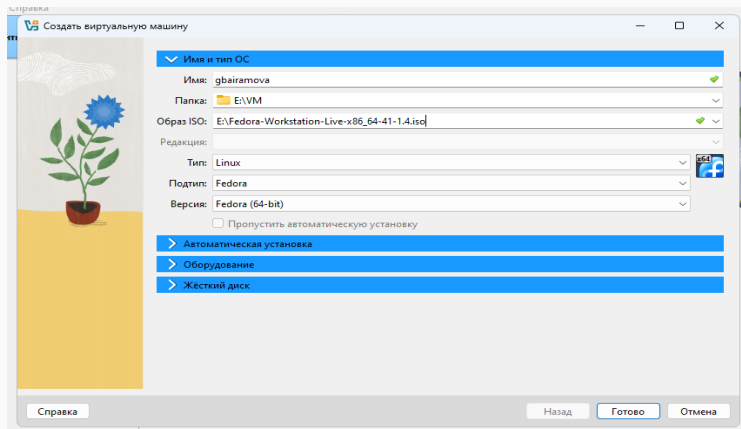 Справка
Создать виртуальную машину
Имя и тип ОС
Имя: gbairamova
Папка: E:\VM
Образ ISO: E:\Fedora-Workstation-Live-x86_64-41-1.4.iso
Редакция:
Тип: Linux
x64
Подтип: Fedora
Версия: Fedora (64-bit)
Пропустить автоматическую установку
Автоматическая установка
Оборудование
Жёсткий диск
Справка Назад Готово Отмена